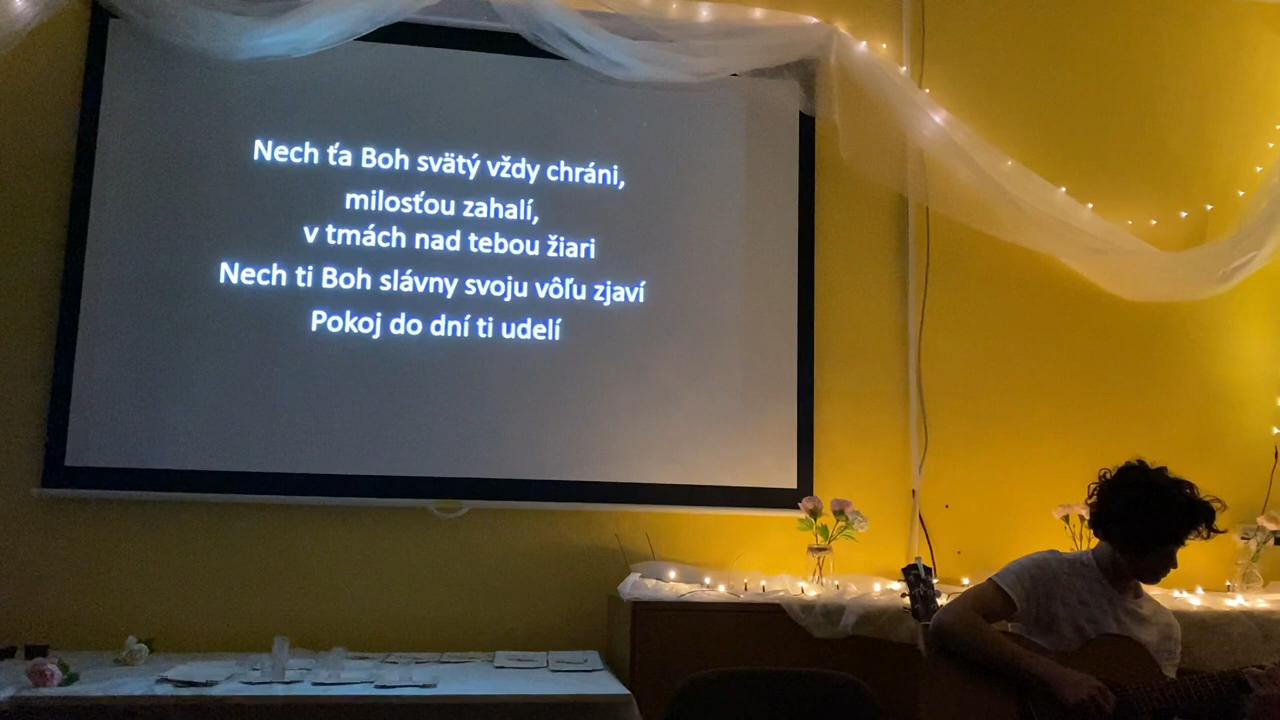 Nech ťa Boh svätý vždy chráni,
milosťou zahalí,
v tmách nad tebou žiari
Nech ti Boh slávny svoju vôľu zjaví
Pokoj do dní ti udelí